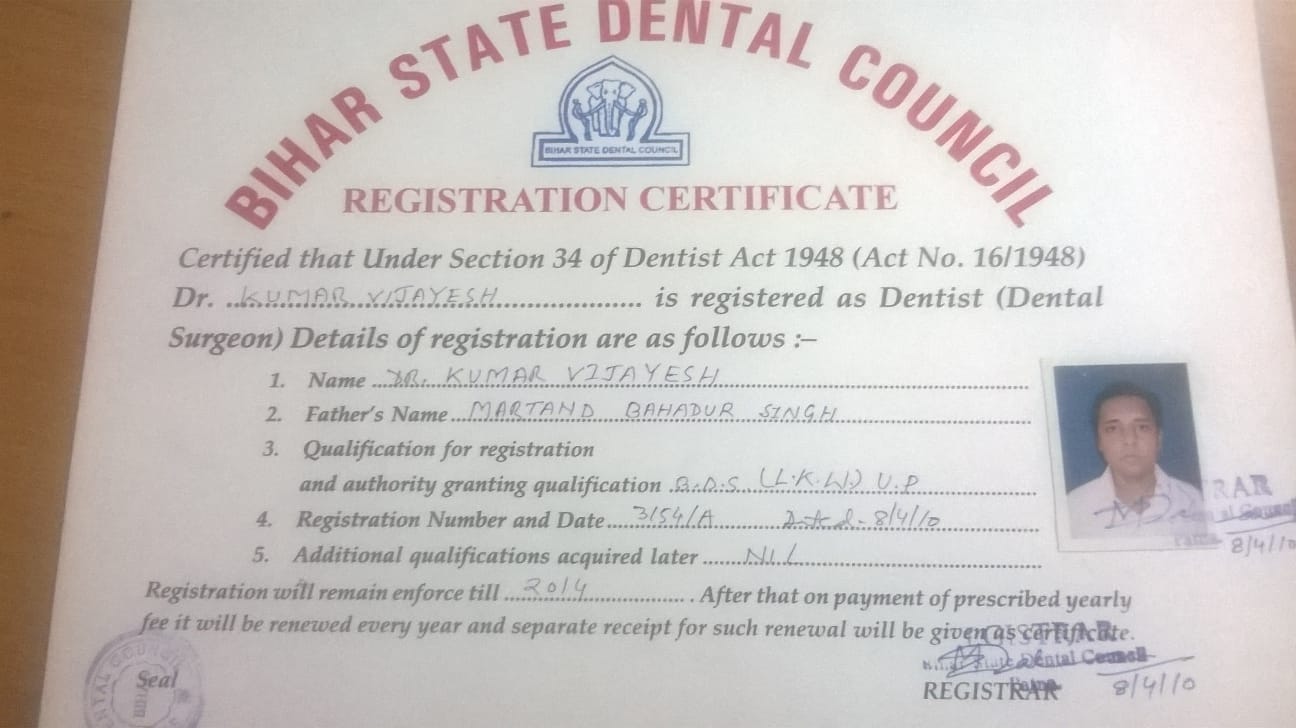 BIHAR STATE DENTAL COUNCIL
BIHAR STATE DENTAL COUNCIL
REGISTRATION CERTIFICATE
Certified that Under Section 34 of Dentist Act 1948 (Act No. 16/1948)
Dr. KUMAR VIJAYESH is registered as Dentist (Dental
Surgeon) Details of registration are as follows :–
1. Name DR. KUMAR VIJAYESH
2. Father's Name MARTAND BAHADUR SINGH
3. Qualification for registration
and authority granting qualification B.D.S (L.K.W.) U.P
4. Registration Number and Date 3154/A Dated- 8/4/10
5. Additional qualifications acquired later NIL
RAR
8/4/10
Registration will remain enforce till 2014. After that on payment of prescribed yearly
fee it will be renewed every year and separate receipt for such renewal will be given as certificate.
Seal
REGISTRAR
State Dental Council
REGISTRAR 8/4/10